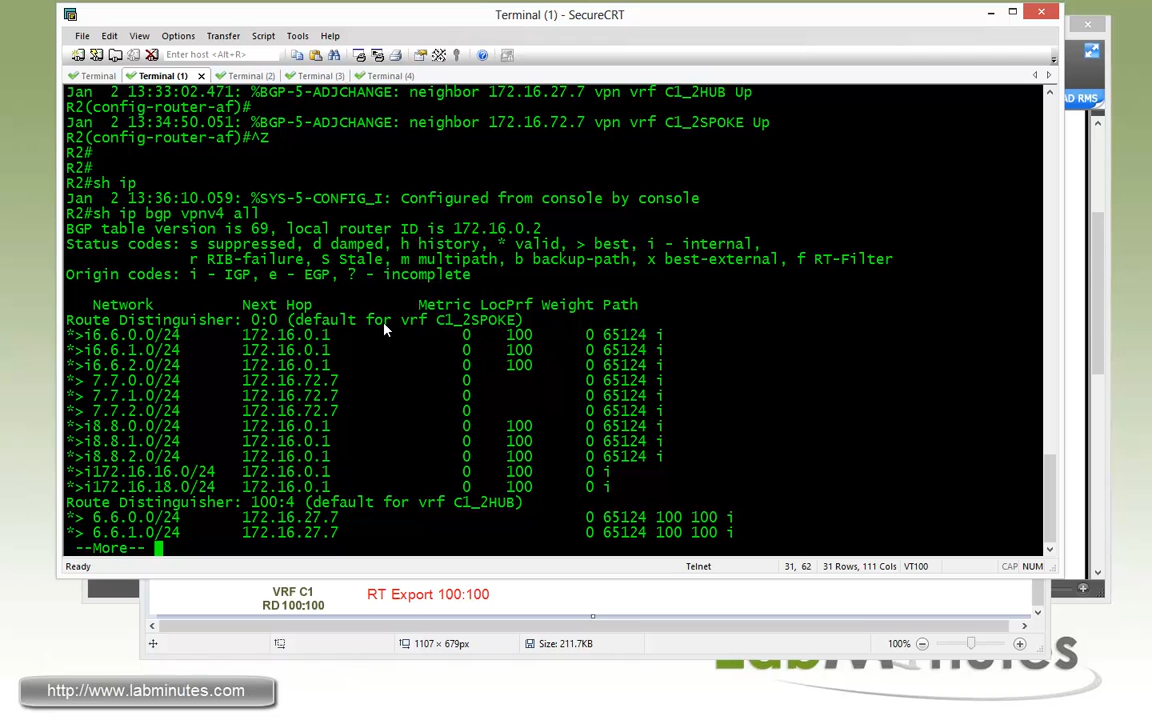 Terminal (1) - SecureCRT
File Edit View Options Transfer Script Tools Help
Enter host <Alt+R>
Terminal Terminal (1) Terminal (2) Terminal (3) Terminal (4)
Jan  2 13:33:02.471: %BGP-5-ADJCHANGE: neighbor 172.16.27.7 vpn vrf C1_2HUB Up
AD RMS
R2(config-router-af)#
Jan  2 13:34:50.051: %BGP-5-ADJCHANGE: neighbor 172.16.72.7 vpn vrf C1_2SPOKE Up
R2(config-router-af)#^Z
R2#
R2#
R2#sh ip
Jan  2 13:36:10.059: %SYS-5-CONFIG_I: Configured from console by console
R2#sh ip bgp vpnv4 all
BGP table version is 69, local router ID is 172.16.0.2
Status codes: s suppressed, d damped, h history, * valid, > best, i - internal,
r RIB-failure, S Stale, m multipath, b backup-path, x best-external, f RT-Filter
Origin codes: i - IGP, e - EGP, ? - incomplete
Network Next Hop Metric LocPrf Weight Path
Route Distinguisher: 0:0 (default for vrf C1_2SPOKE)
*>i6.6.0.0/24 172.16.0.1 0 100 0 65124 i
*>i6.6.1.0/24 172.16.0.1 0 100 0 65124 i
*>i6.6.2.0/24 172.16.0.1 0 100 0 65124 i
*> 7.7.0.0/24 172.16.72.7 0 0 65124 i
*> 7.7.1.0/24 172.16.72.7 0 0 65124 i
*> 7.7.2.0/24 172.16.72.7 0 0 65124 i
*>i8.8.0.0/24 172.16.0.1 0 100 0 65124 i
*>i8.8.1.0/24 172.16.0.1 0 100 0 65124 i
*>i8.8.2.0/24 172.16.0.1 0 100 0 65124 i
*>i172.16.16.0/24 172.16.0.1 0 100 0 i
*>i172.16.18.0/24 172.16.0.1 0 100 0 i
Route Distinguisher: 100:4 (default for vrf C1_2HUB)
*> 6.6.0.0/24 172.16.27.7 0 65124 100 100 i
*> 6.6.1.0/24 172.16.27.7 0 65124 100 100 i
--More--
Ready Telnet 31, 62 31 Rows, 111 Cols VT100 CAP NUM
VRF C1 RT Export 100:100
RD 100:100
1107 × 679px Size: 211.7KB 100%
LabMinutes
http://www.labminutes.com